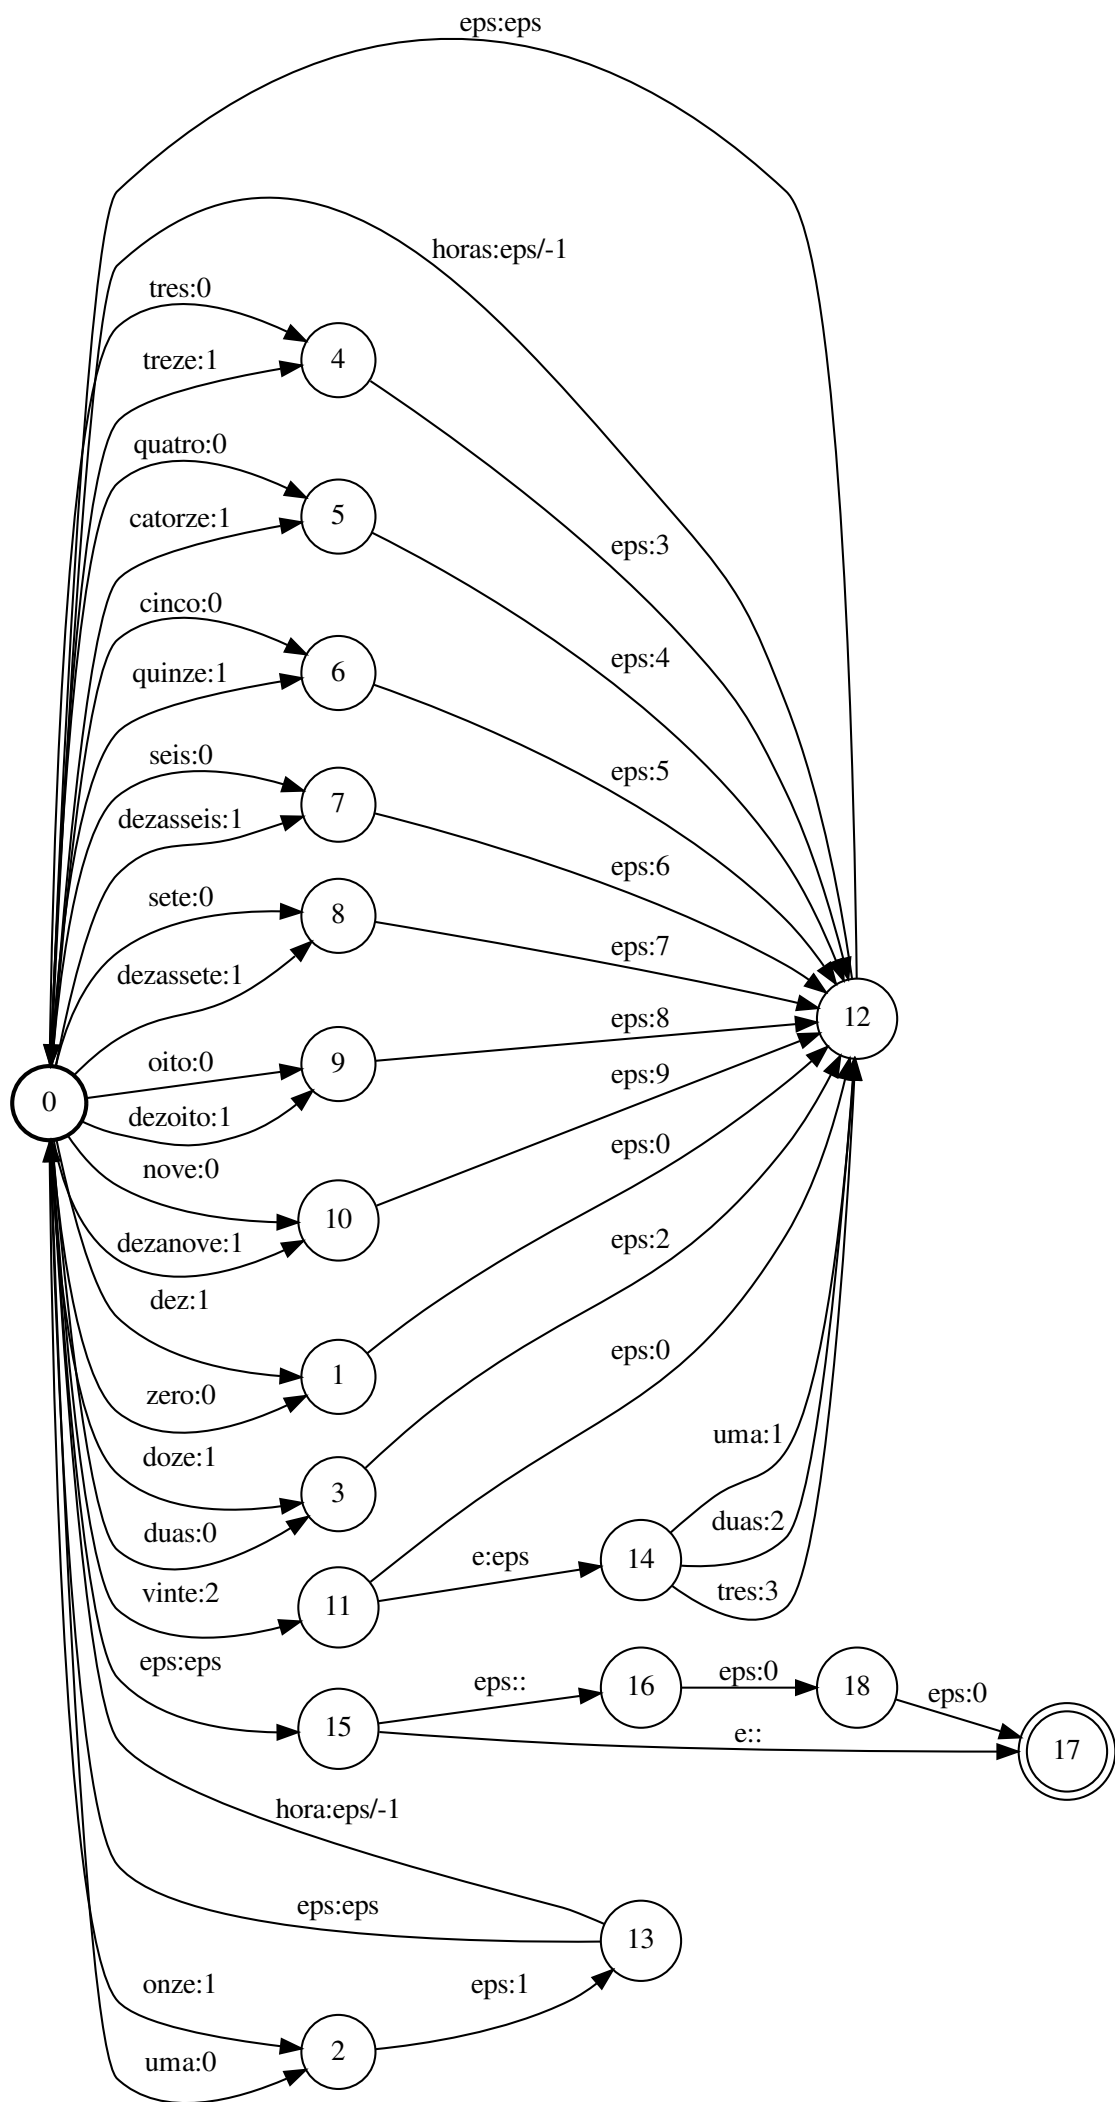 eps:eps
horas:eps/-1
tres:0
treze:1
4
quatro:0
catorze:1
5
eps:3
cinco:0
quinze:1
6
eps:4
seis:0
dezasseis:1
7
eps:5
eps:6
sete:0
dezassete:1
8
eps:7
12
oito:0
9
eps:8
0
dezoito:1
eps:9
nove:0
10
eps:0
dezanove:1
eps:2
dez:1
1
eps:0
zero:0
doze:1
3
uma:1
duas:0
duas:2
vinte:2
11
e:eps
14
tres:3
eps:eps
15
eps::
16
eps:0
18
eps:0
e::
17
hora:eps/-1
eps:eps
13
onze:1
eps:1
uma:0
2